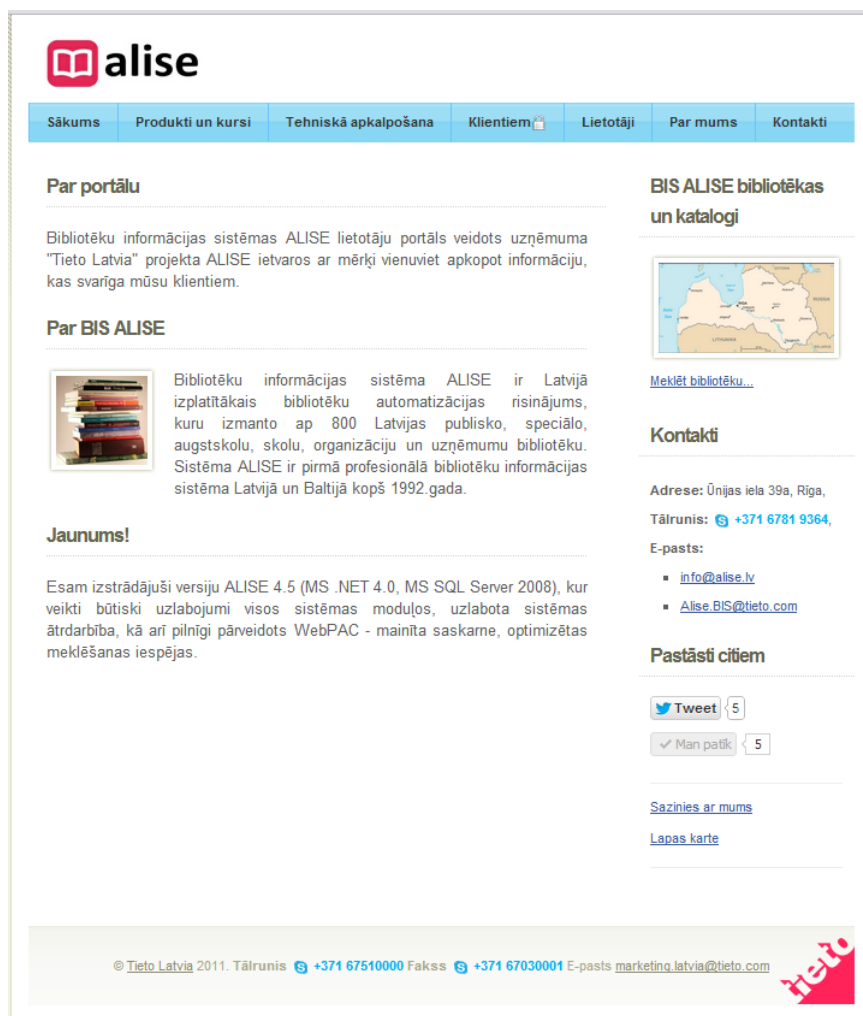 alise
Sākums Produkti un kursi Tehniskā apkalpošana Klientiem Lietotāji Par mums Kontakti
Par portālu
Bibliotēku informācijas sistēmas ALISE lietotāju portāls veidots uzņēmuma
"Tieto Latvia" projekta ALISE ietvaros ar mērķi vienuviet apkopot informāciju,
kas svarīga mūsu klientiem.
Par BIS ALISE
Bibliotēku informācijas sistēma ALISE ir Latvijā
izplatītākais bibliotēku automatizācijas risinājums,
kuru izmanto ap 800 Latvijas publisko, speciālo,
augstskolu, skolu, organizāciju un uzņēmumu bibliotēku.
Sistēma ALISE ir pirmā profesionālā bibliotēku informācijas
sistēma Latvijā un Baltijā kopš 1992.gada.
Jaunums!
Esam izstrādājuši versiju ALISE 4.5 (MS .NET 4.0, MS SQL Server 2008), kur
veikti būtiski uzlabojumi visos sistēmas moduļos, uzlabota sistēmas
ātrdarbība, kā arī pilnīgi pārveidots WebPAC - mainīta saskarne, optimizētas
meklēšanas iespējas.
BIS ALISE bibliotēkas
un katalogi
Meklēt bibliotēku...
Kontakti
Adrese: Ūnijas iela 39a, Rīga,
Tālrunis: +371 6781 9364,
E-pasts:
info@alise.lv
Alise.BIS@tieto.com
Pastāsti citiem
Tweet 5
Man patīk 5
Sazinies ar mums
Lapas karte
© Tieto Latvia 2011. Tālrunis +371 67510000 Fakss +371 67030001 E-pasts marketing.latvia@tieto.com
tieto